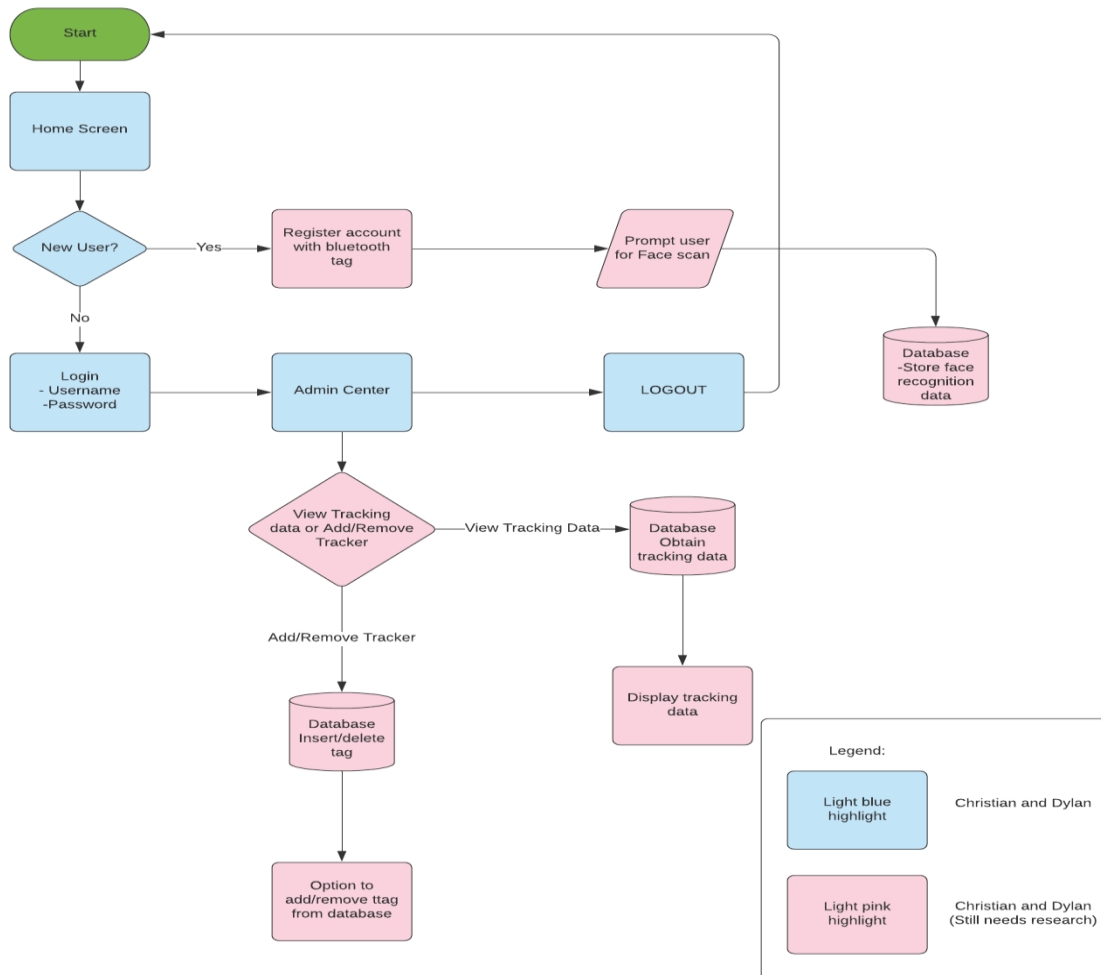 Start
Home Screen
New User?
Yes
Register account
with bluetooth
tag
Prompt user
for Face scan
No
Database
-Store face
recognition
data
Login
- Username
-Password
Admin Center
LOGOUT
View Tracking
data or Add/Remove
Tracker
View Tracking Data
Database
Obtain
tracking data
Add/Remove Tracker
Display tracking
data
Database
Insert/delete
tag
Option to
add/remove ttag
from database
Legend:
Light blue
highlight
Christian and Dylan
Light pink
highlight
Christian and Dylan
(Still needs research)